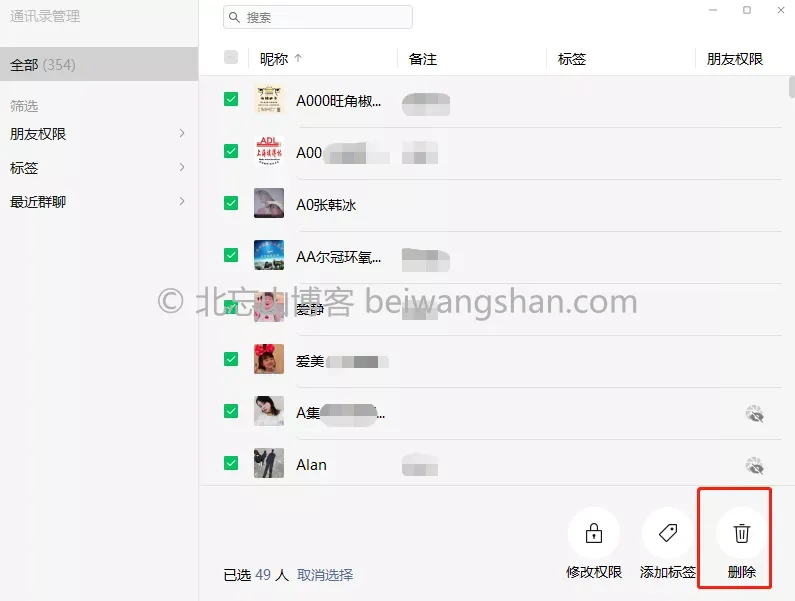 通讯录管理
搜索
全部 (354)
昵称
备注
标签
朋友权限
筛选
朋友权限
标签
最近群聊
A000旺角椒...
ADL
A00
A0张韩冰
AA尔冠环氧...
© 北忘山博客 beiwangshan.com
爱静
爱美
A集 ...
Alan
已选 49 人 取消选择
修改权限
添加标签
删除